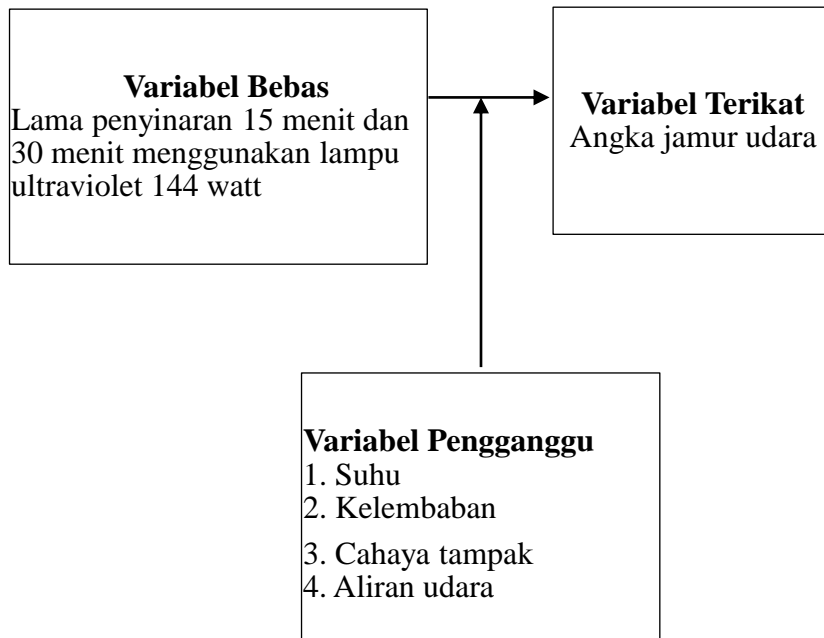 Variabel Bebas
Lama penyinaran 15 menit dan
30 menit menggunakan lampu
ultraviolet 144 watt
Variabel Terikat
Angka jamur udara
Variabel Pengganggu
1. Suhu
2. Kelembaban
3. Cahaya tampak
4. Aliran udara